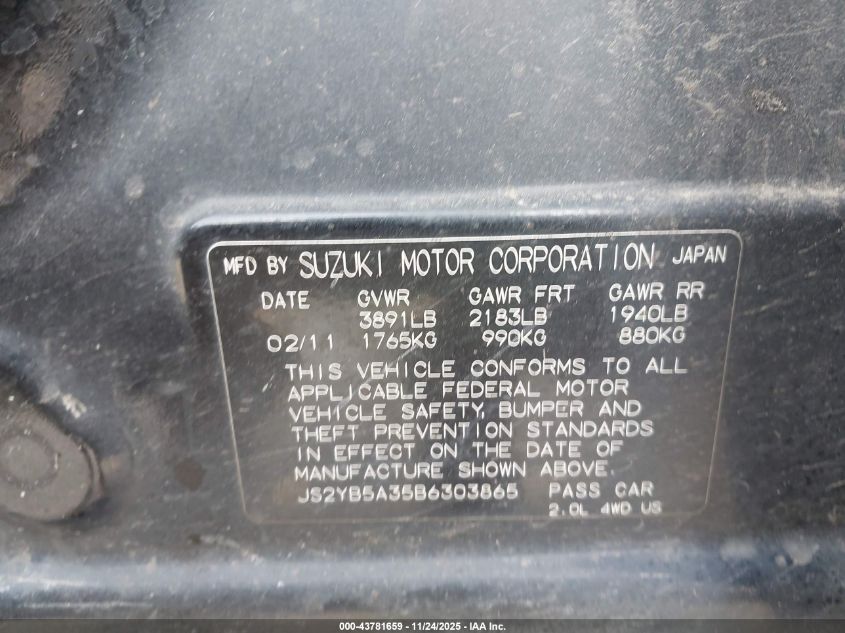 MFD BY SUZUKI MOTOR CORPORATION JAPAN
DATE GVWR GAWR FRT GAWR RR
3891LB 2183LB 1940LB
02/11 1765KG 990KG 880KG
THIS VEHICLE CONFORMS TO ALL
APPLICABLE FEDERAL MOTOR
VEHICLE SAFETY, BUMPER AND
THEFT PREVENTION STANDARDS
IN EFFECT ON THE DATE OF
MANUFACTURE SHOWN ABOVE.
JS2YB5A35B6303865 PASS CAR
2.0L 4WD US
000-43781659 - 11/24/2025 - IAA Inc.